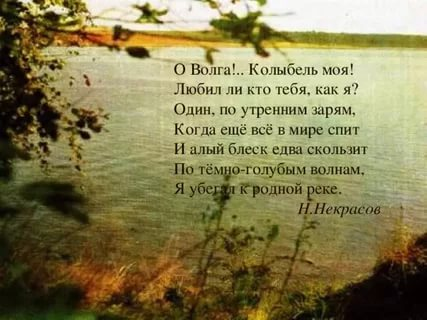 О Волга!.. Колыбель моя!
Любил ли кто тебя, как я?
Один, по утренним зарям,
Когда ещё всё в мире спит
И алый блеск едва скользит
По тёмно-голубым волнам,
Я убегал к родной реке.
Н.Некрасов